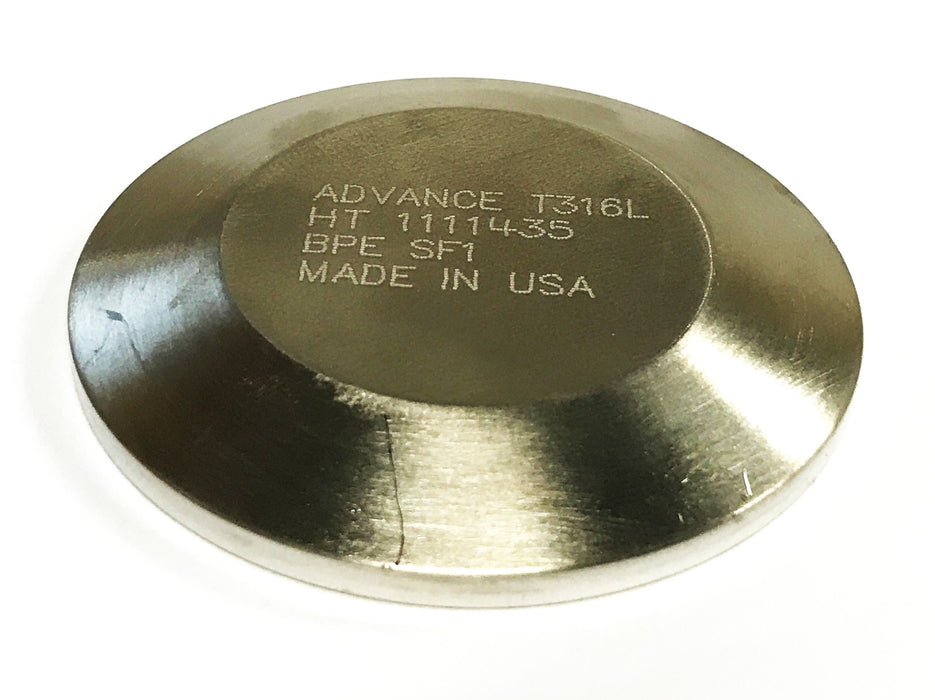 ADVANCE T316L
HT 1111435
BPE SF1
MADE IN USA